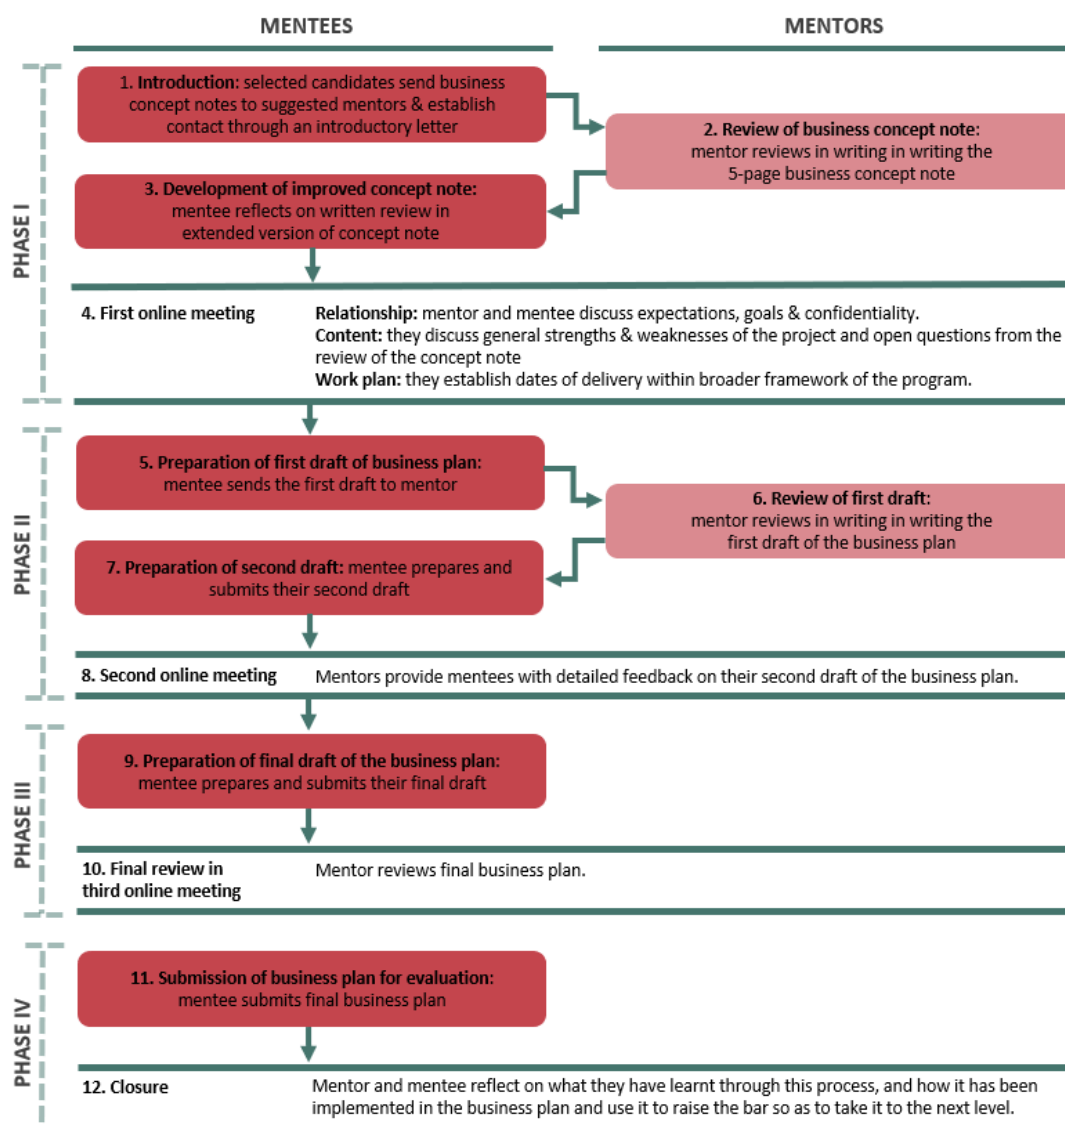 MENTEES
MENTORS
PHASE I
1. Introduction: selected candidates send business
concept notes to suggested mentors & establish
contact through an introductory letter
2. Review of business concept note:
mentor reviews in writing in writing the
5-page business concept note
3. Development of improved concept note:
mentee reflects on written review in
extended version of concept note
4. First online meeting
Relationship: mentor and mentee discuss expectations, goals & confidentiality.
Content: they discuss general strengths & weaknesses of the project and open questions from the
review of the concept note
Work plan: they establish dates of delivery within broader framework of the program.
PHASE II
5. Preparation of first draft of business plan:
mentee sends the first draft to mentor
6. Review of first draft:
mentor reviews in writing in writing the
first draft of the business plan
7. Preparation of second draft: mentee prepares and
submits their second draft
8. Second online meeting
Mentors provide mentees with detailed feedback on their second draft of the business plan.
PHASE III
9. Preparation of final draft of the business plan:
mentee prepares and submits their final draft
10. Final review in
third online meeting
Mentor reviews final business plan.
PHASE IV
11. Submission of business plan for evaluation:
mentee submits final business plan
12. Closure
Mentor and mentee reflect on what they have learnt through this process, and how it has been
implemented in the business plan and use it to raise the bar so as to take it to the next level.